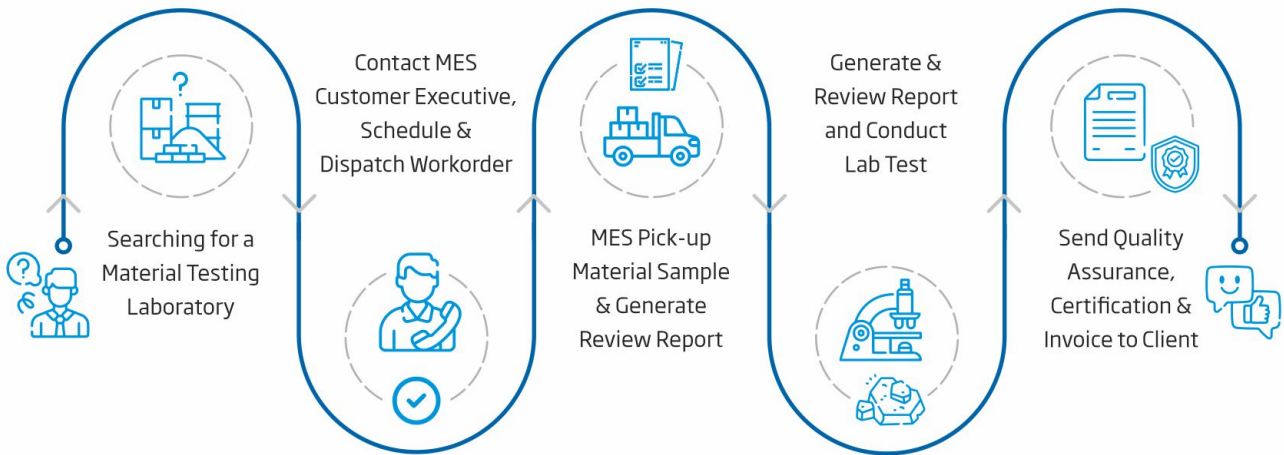 Searching for a
Material Testing
Laboratory
Contact MES
Customer Executive,
Schedule &
Dispatch Workorder
MES Pick-up
Material Sample
& Generate
Review Report
Generate &
Review Report
and Conduct
Lab Test
Send Quality
Assurance,
Certification &
Invoice to Client